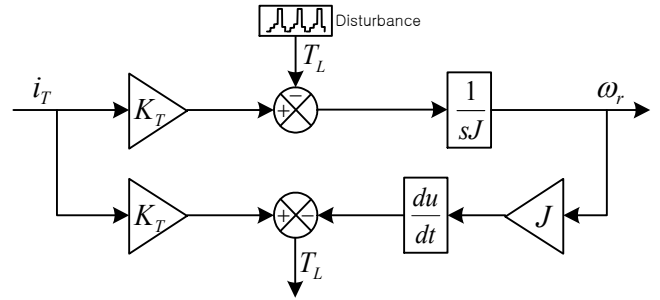 Disturbance
T_L
i_T
K_T
+
−
1
sJ
ω_r
K_T
+
−
du
dt
J
T_L